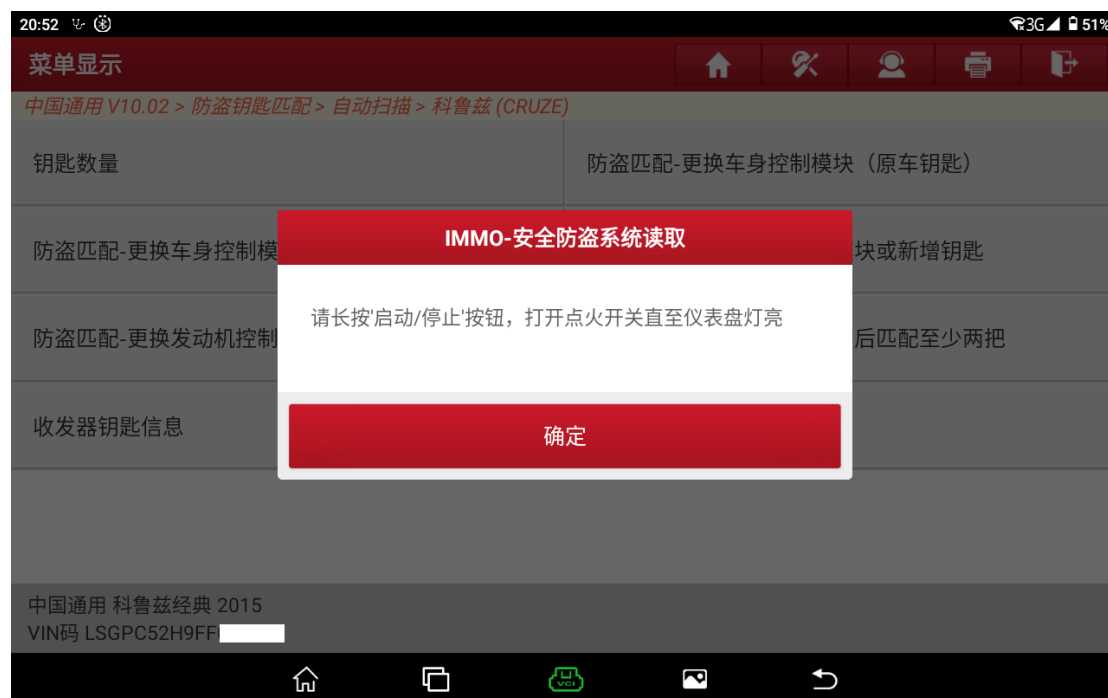 20:52
3G 51%
菜单显示
中国通用 V10.02 > 防盗钥匙匹配 > 自动扫描 > 科鲁兹 (CRUZE)
钥匙数量
防盗匹配-更换车身控制模块（原车钥匙）
防盗匹配-更换车身控制模
块或新增钥匙
防盗匹配-更换发动机控制
后匹配至少两把
收发器钥匙信息
IMMO-安全防盗系统读取
请长按'启动/停止'按钮，打开点火开关直至仪表盘灯亮
确定
中国通用 科鲁兹经典 2015
VIN码 LSGPC52H9FF
VCI